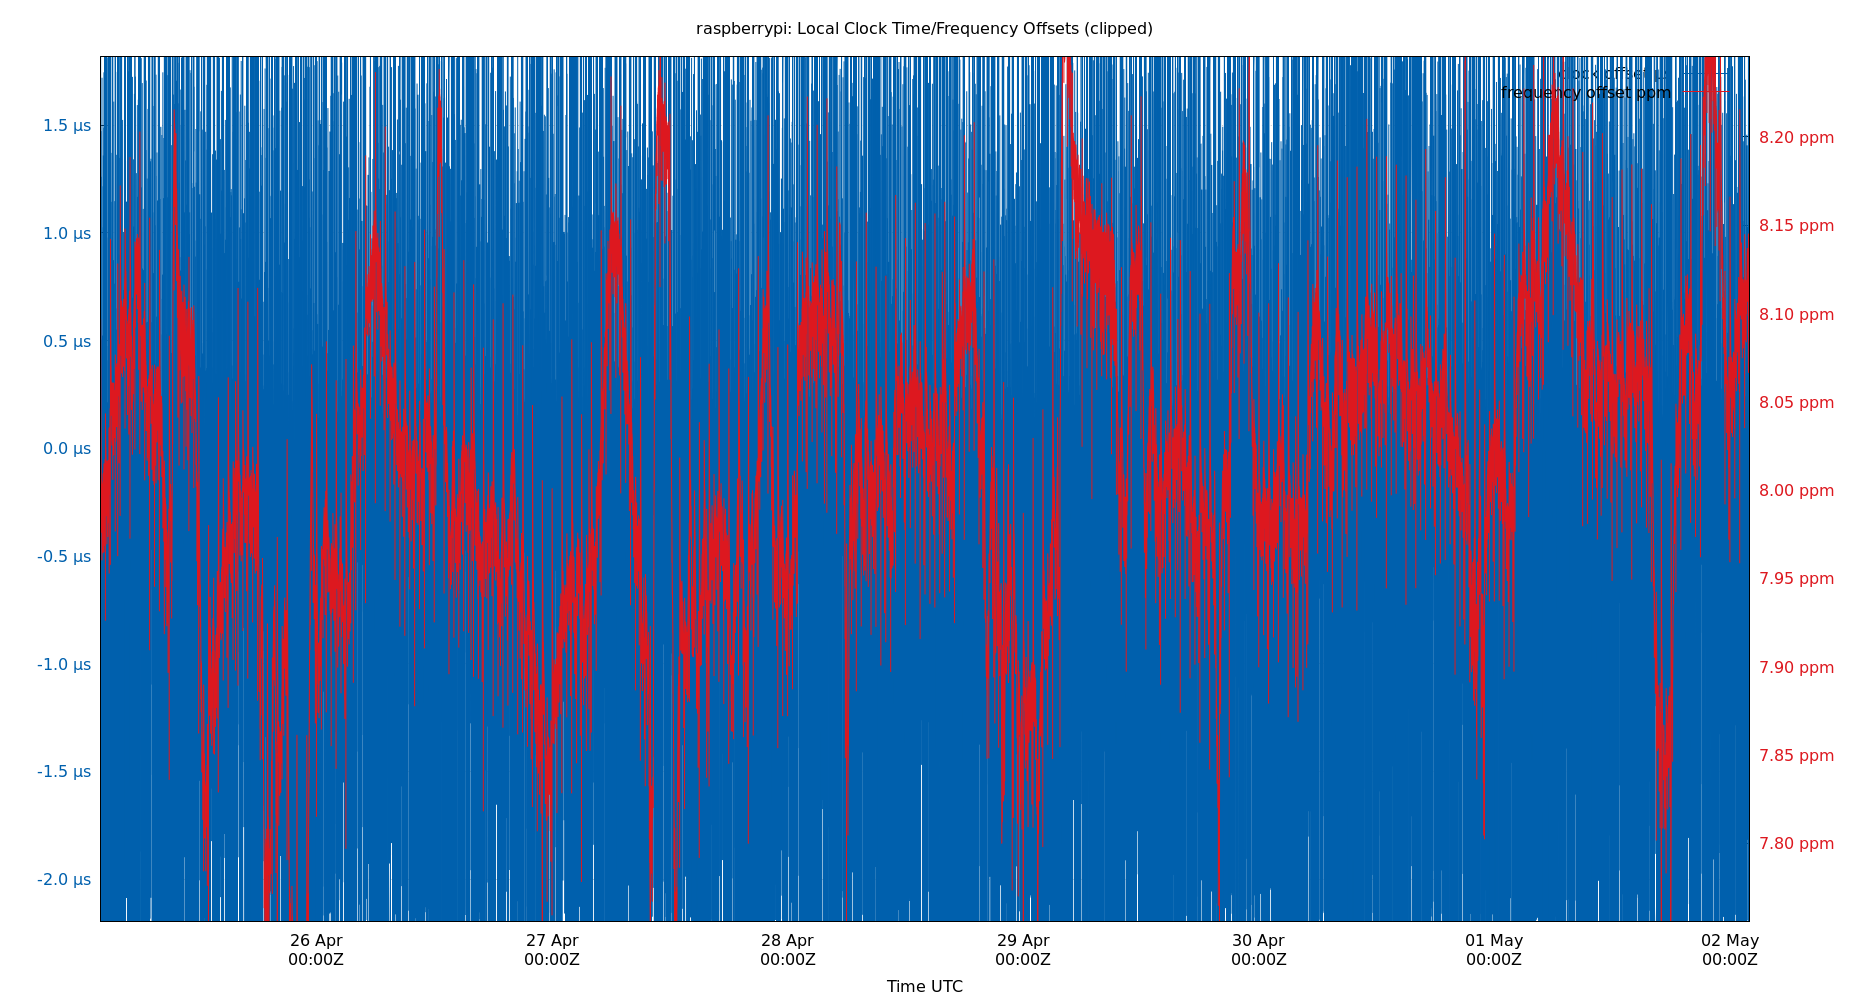 raspberrypi: Local Clock Time/Frequency Offsets (clipped)
clock offset µs
frequency offset ppm
1.5 µs
1.0 µs
0.5 µs
0.0 µs
-0.5 µs
-1.0 µs
-1.5 µs
-2.0 µs
8.20 ppm
8.15 ppm
8.10 ppm
8.05 ppm
8.00 ppm
7.95 ppm
7.90 ppm
7.85 ppm
7.80 ppm
26 Apr 27 Apr 28 Apr 29 Apr 30 Apr 01 May 02 May
00:00Z 00:00Z 00:00Z 00:00Z 00:00Z 00:00Z 00:00Z
Time UTC